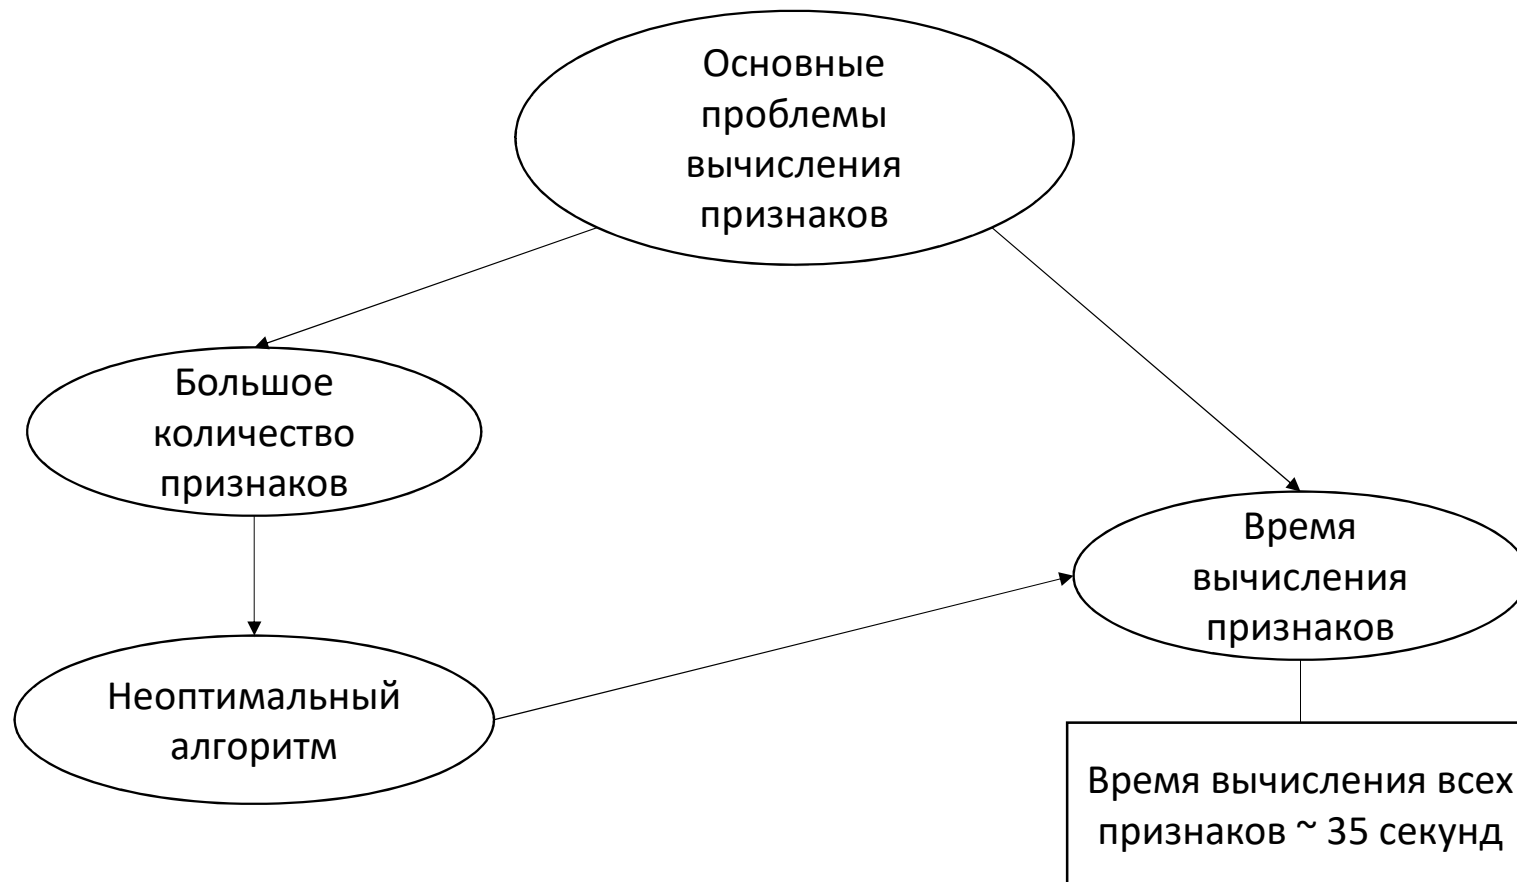 Основные
проблемы
вычисления
признаков
Большое
количество
признаков
Время
вычисления
признаков
Неоптимальный
алгоритм
Время вычисления всех
признаков ~ 35 секунд